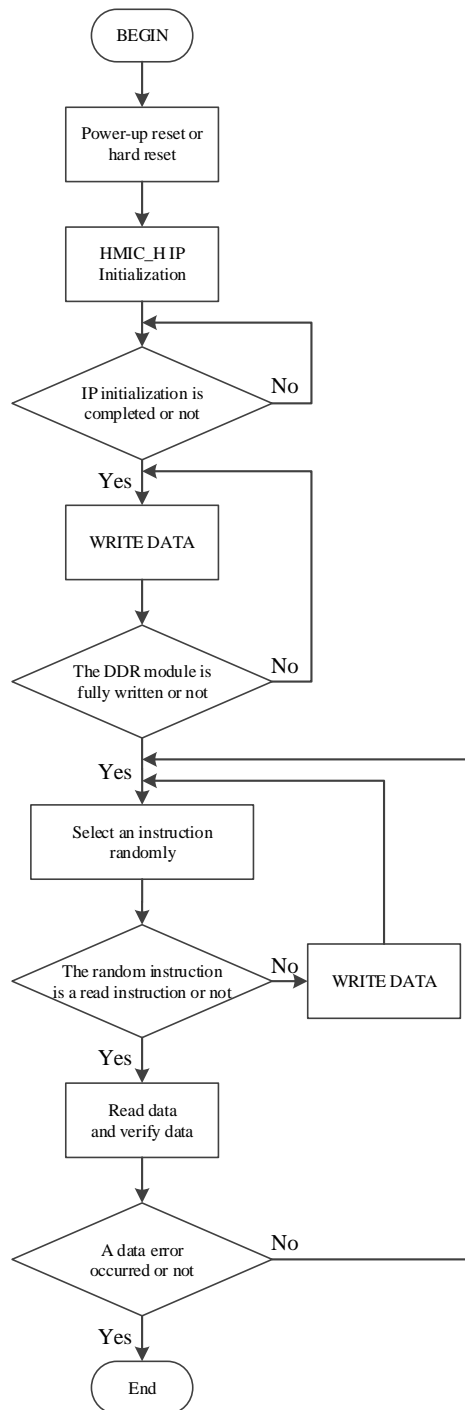 BEGIN
Power-up reset or
hard reset
HMIC_H IP
Initialization
IP initialization is
completed or not
No
Yes
WRITE DATA
The DDR module is
fully written or not
No
Yes
Select an instruction
randomly
The random instruction
is a read instruction or not
No
WRITE DATA
Yes
Read data
and verify data
A data error
occurred or not
No
Yes
End